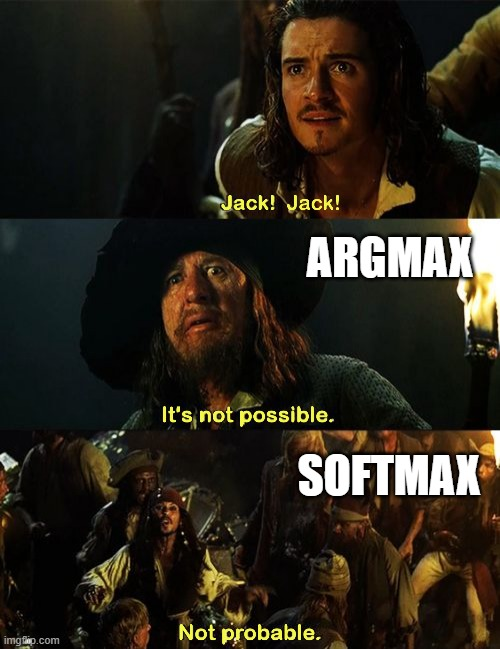 Jack! Jack!
ARGMAX
It's not possible.
SOFTMAX
Not probable.
imgflip.com